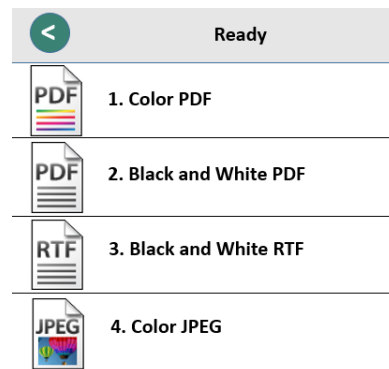 <
Ready
PDF
1. Color PDF
PDF
2. Black and White PDF
RTF
3. Black and White RTF
JPEG
4. Color JPEG